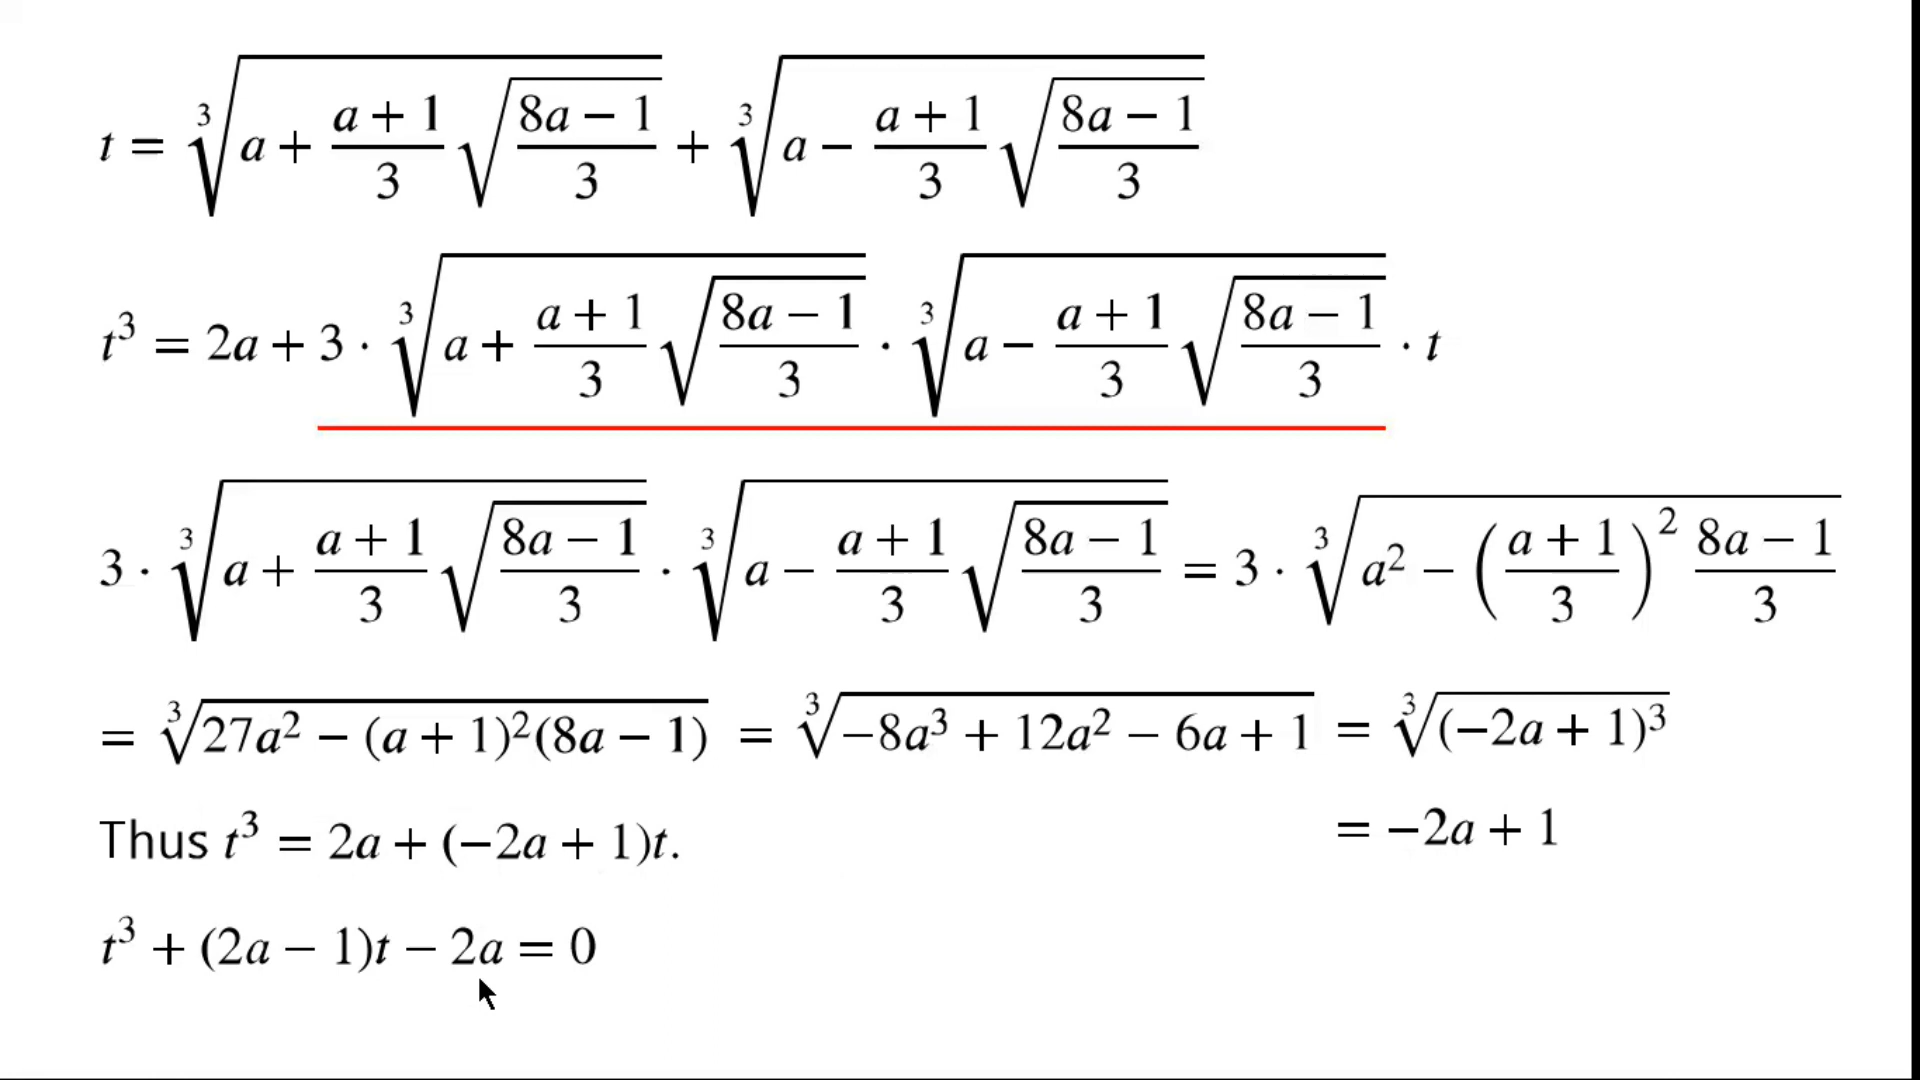 t = ∛(a + (a + 1)/3 √((8a − 1)/3)) + ∛(a − (a + 1)/3 √((8a − 1)/3))
t³ = 2a + 3 · ∛(a + (a + 1)/3 √((8a − 1)/3)) · ∛(a − (a + 1)/3 √((8a − 1)/3)) · t
3 · ∛(a + (a + 1)/3 √((8a − 1)/3)) · ∛(a − (a + 1)/3 √((8a − 1)/3)) = 3 · ∛(a² − ((a + 1)/3)² (8a − 1)/3)
= ∛(27a² − (a + 1)²(8a − 1)) = ∛(−8a³ + 12a² − 6a + 1) = ∛((−2a + 1)³)
= −2a + 1
Thus t³ = 2a + (−2a + 1)t.
t³ + (2a − 1)t − 2a = 0